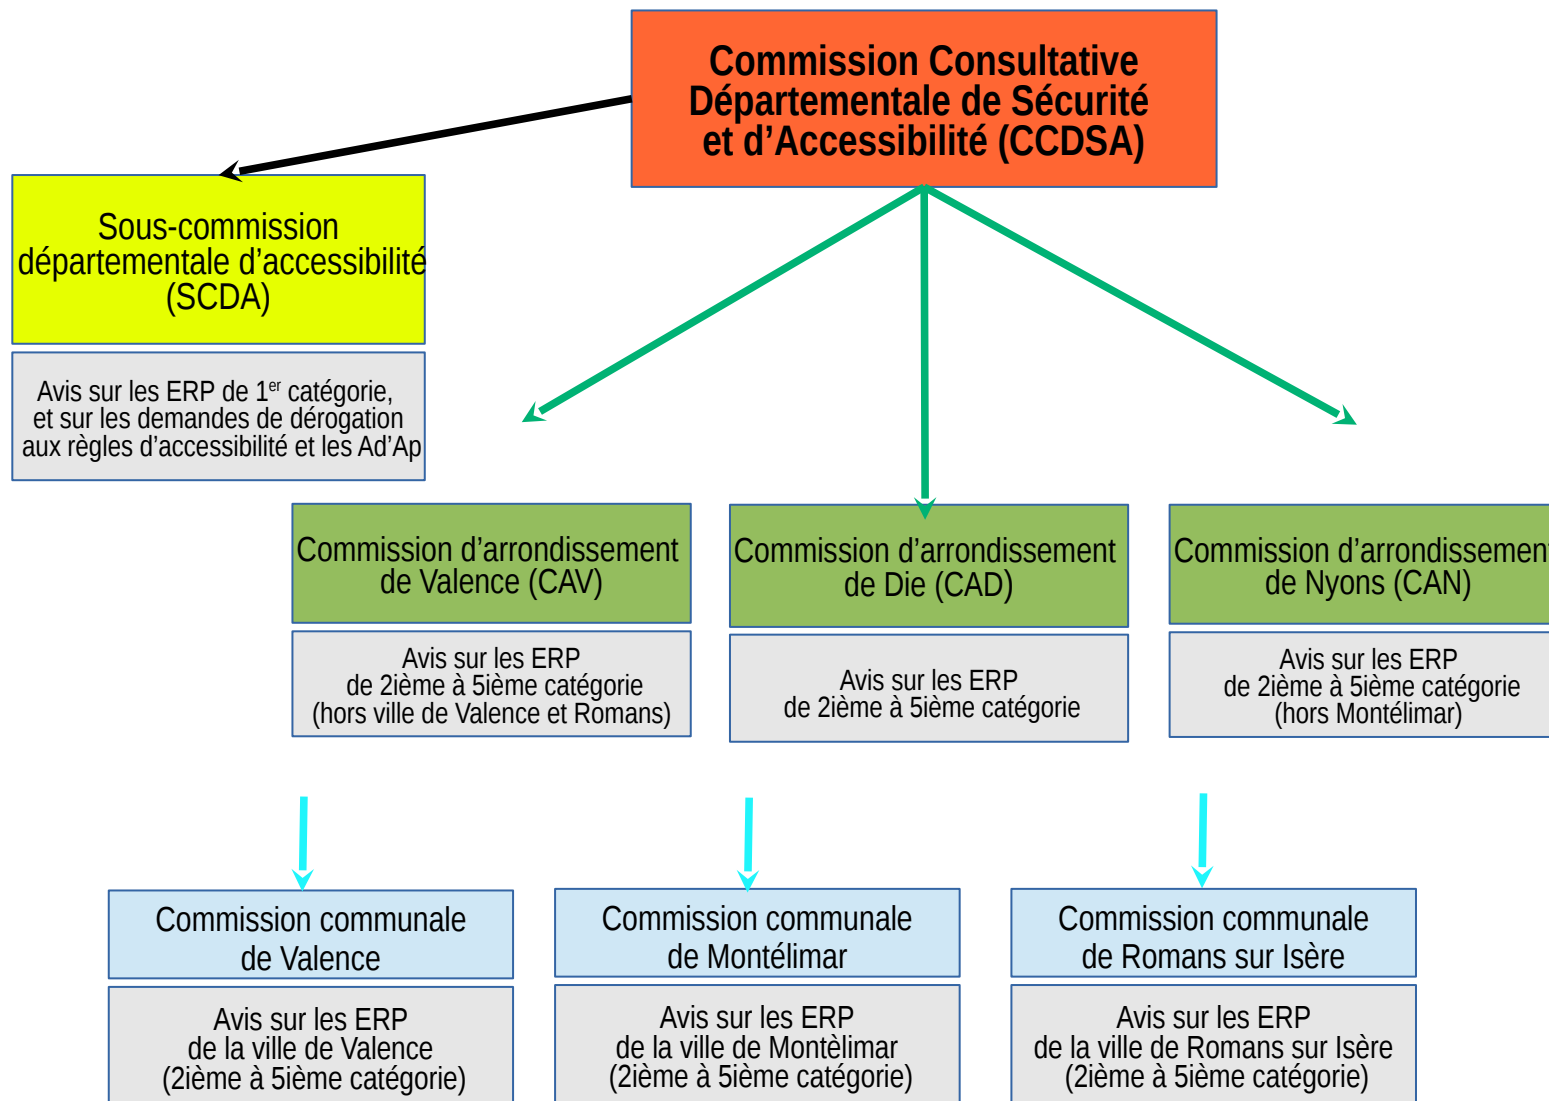 Commission Consultative
Départementale de Sécurité
et d’Accessibilité (CCDSA)
Sous-commission
départementale d’accessibilité
(SCDA)
Avis sur les ERP de 1er catégorie,
et sur les demandes de dérogation
aux règles d’accessibilité et les Ad’Ap
Commission d’arrondissement
de Valence (CAV)
Avis sur les ERP
de 2ième à 5ième catégorie
(hors ville de Valence et Romans)
Commission d’arrondissement
de Die (CAD)
Avis sur les ERP
de 2ième à 5ième catégorie
Commission d’arrondissement
de Nyons (CAN)
Avis sur les ERP
de 2ième à 5ième catégorie
(hors Montélimar)
Commission communale
de Valence
Avis sur les ERP
de la ville de Valence
(2ième à 5ième catégorie)
Commission communale
de Montélimar
Avis sur les ERP
de la ville de Montèlimar
(2ième à 5ième catégorie)
Commission communale
de Romans sur Isère
Avis sur les ERP
de la ville de Romans sur Isère
(2ième à 5ième catégorie)